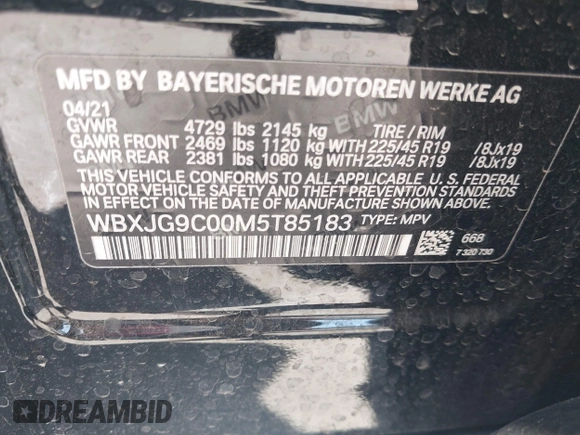 MFD BY BAYERISCHE MOTOREN WERKE AG
04/21
GVWR 4729 lbs 2145 kg TIRE / RIM
GAWR FRONT 2469 lbs 1120 kg WITH 225/45 R19 /8Jx19
GAWR REAR 2381 lbs 1080 kg WITH 225/45 R19 /8Jx19
THIS VEHICLE CONFORMS TO ALL APPLICABLE U.S. FEDERAL
MOTOR VEHICLE SAFETY AND THEFT PREVENTION STANDARDS
IN EFFECT ON THE DATE OF MANUFACTURE SHOWN ABOVE.
WBXJG9C00M5T85183 TYPE: MPV
668
7 320 730
BMW
BMW
DREAMBID